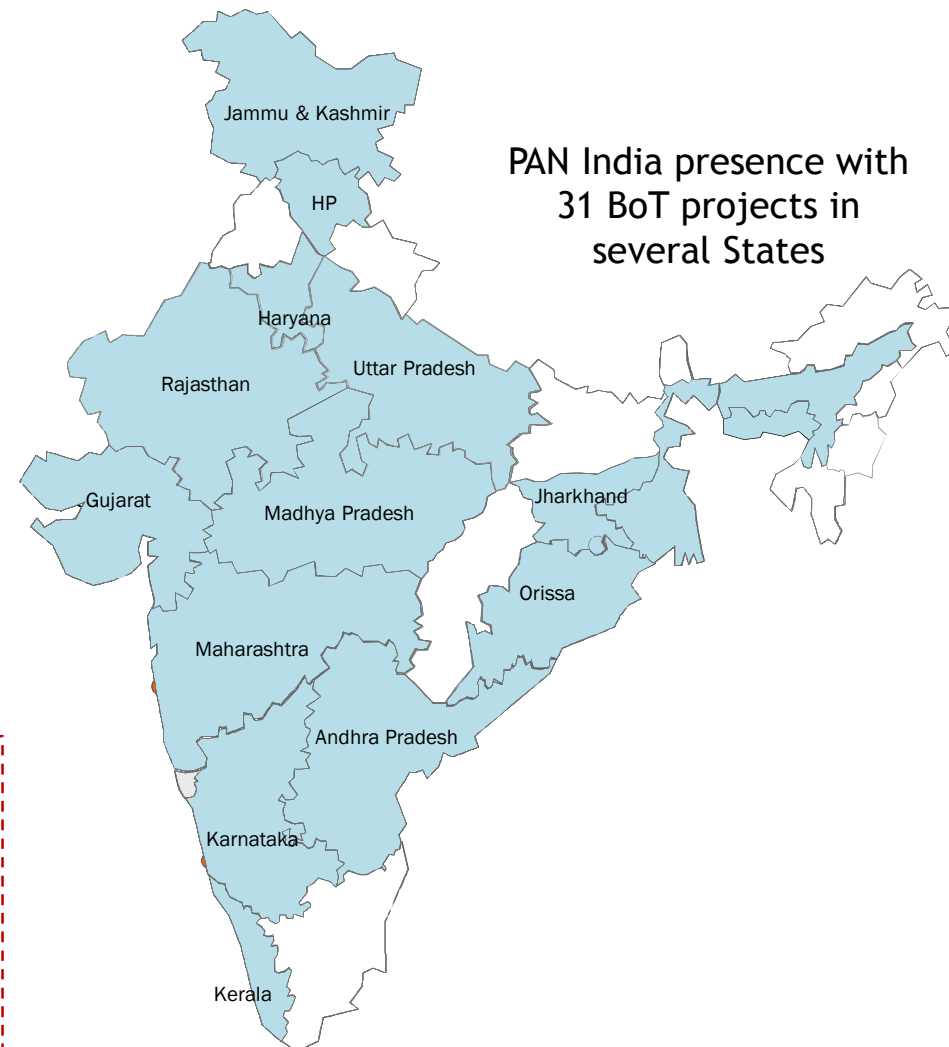 Jammu & Kashmir
PAN India presence with
31 BoT projects in
several States
HP
Haryana
Uttar Pradesh
Rajasthan
Jharkhand
Gujarat
Madhya Pradesh
Orissa
Maharashtra
Andhra Pradesh
Karnataka
Kerala